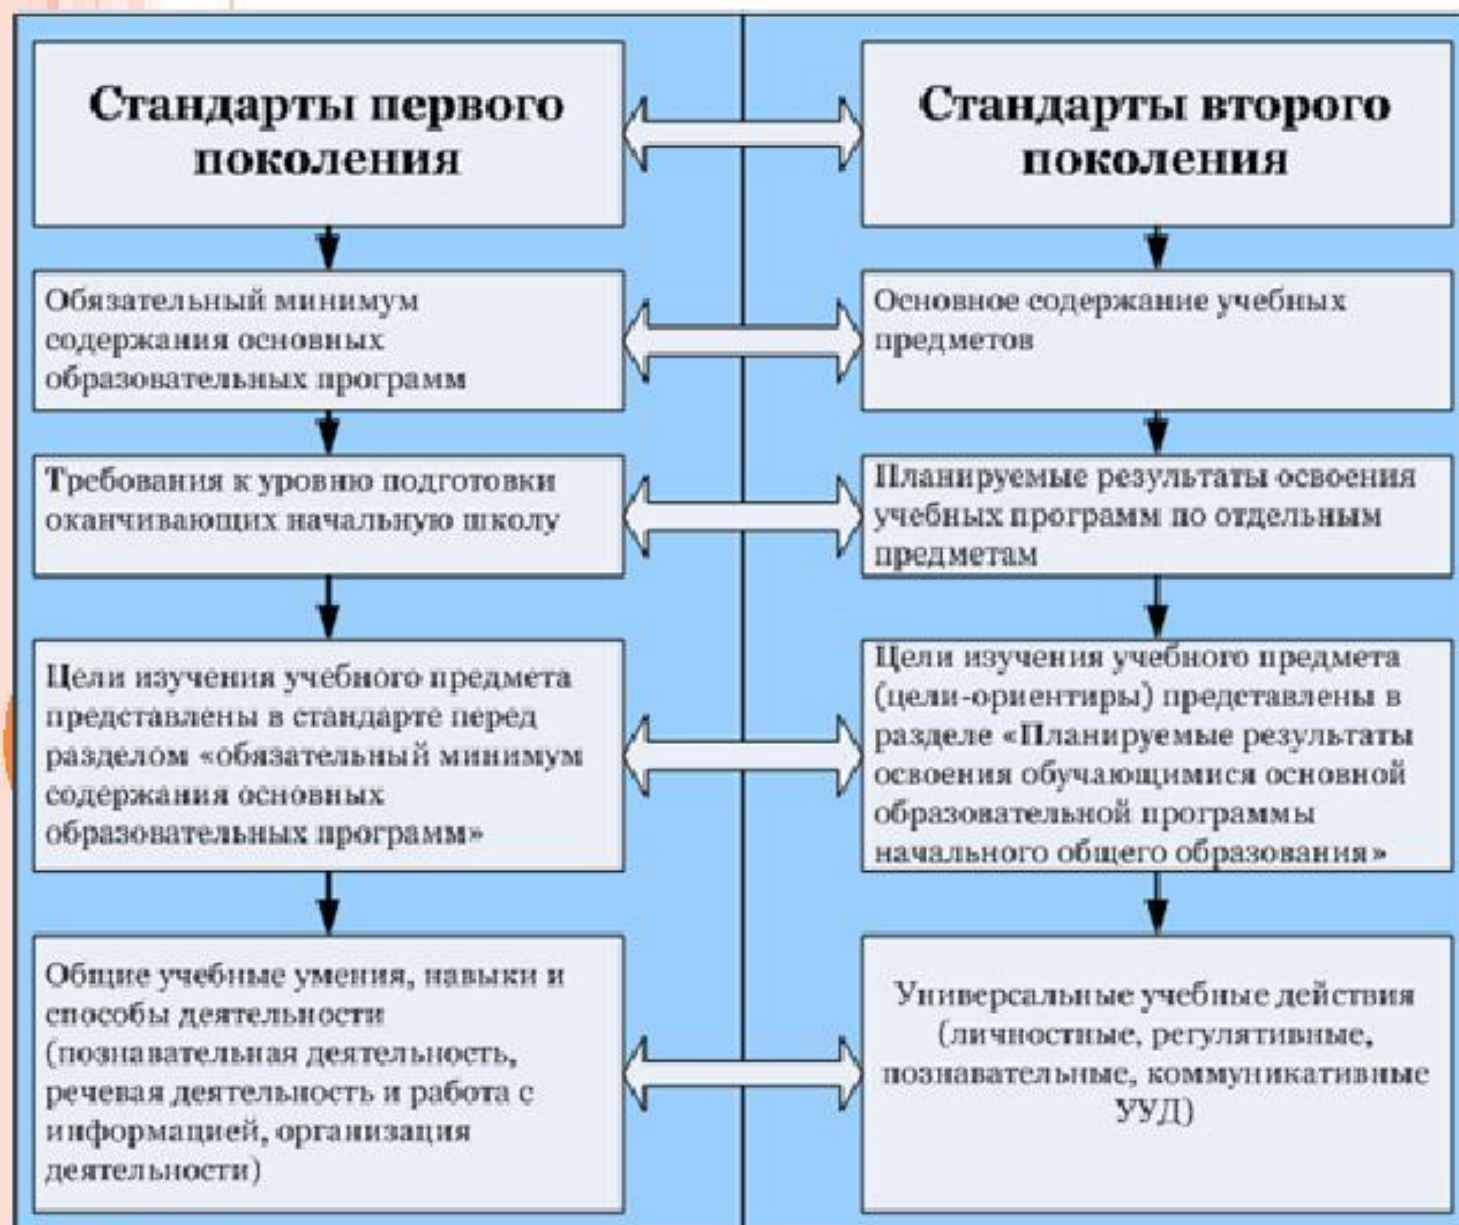 Стандарты первого
поколения
Стандарты второго
поколения
Обязательный минимум
содержания основных
образовательных программ
Основное содержание учебных
предметов
Требования к уровню подготовки
оканчивающих начальную школу
Планируемые результаты освоения
учебных программ по отдельным
предметам
Цели изучения учебного предмета
представлены в стандарте перед
разделом «обязательный минимум
содержания основных
образовательных программ»
Цели изучения учебного предмета
(цели-ориентиры) представлены в
разделе «Планируемые результаты
освоения обучающимися основной
образовательной программы
начального общего образования»
Общие учебные умения, навыки и
способы деятельности
(познавательная деятельность,
речевая деятельность и работа с
информацией, организация
деятельности)
Универсальные учебные действия
(личностные, регулятивные,
познавательные, коммуникативные
УУД)